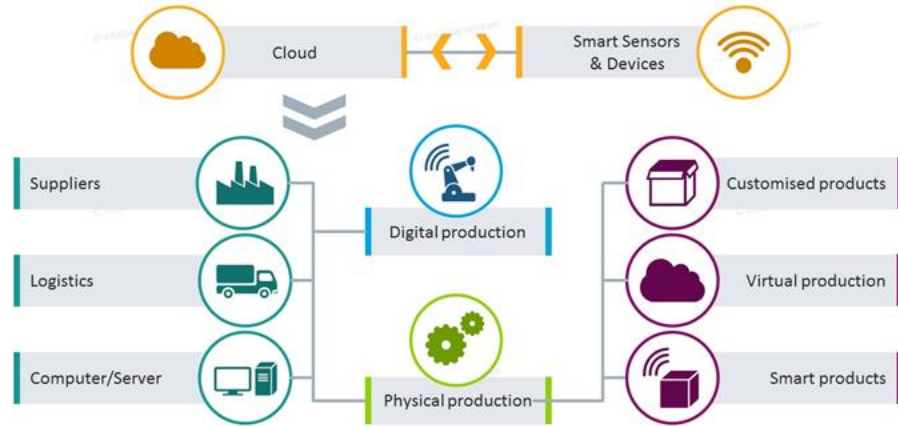 Cloud
Smart Sensors
& Devices
Suppliers
Digital production
Customised products
Logistics
Virtual production
Computer/Server
Physical production
Smart products